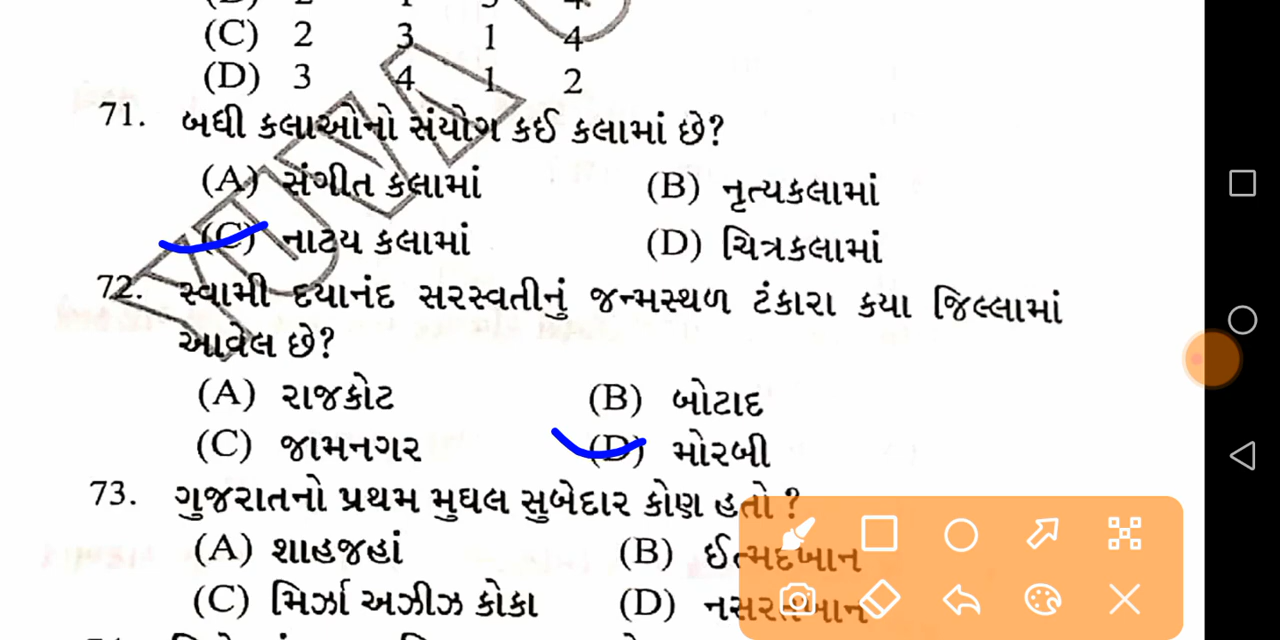 (C) 2 3 1 4
(D) 3 4 1 2
71. બધી કલાઓનો સંયોગ કઈ કલામાં છે?
(A) સંગીત કલામાં (B) નૃત્યકલામાં
(C) નાટ્ય કલામાં (D) ચિત્રકલામાં
72. સ્વામી દયાનંદ સરસ્વતીનું જન્મસ્થળ ટંકારા કયા જિલ્લામાં
આવેલ છે?
(A) રાજકોટ (B) બોટાદ
(C) જામનગર (D) મોરબી
73. ગુજરાતનો પ્રથમ મુઘલ સુબેદાર કોણ હતો ?
(A) શાહજહાં (B) ઈત્મદખાન
(C) મિર્ઝા અઝીઝ કોકા (D) નસરતખાન